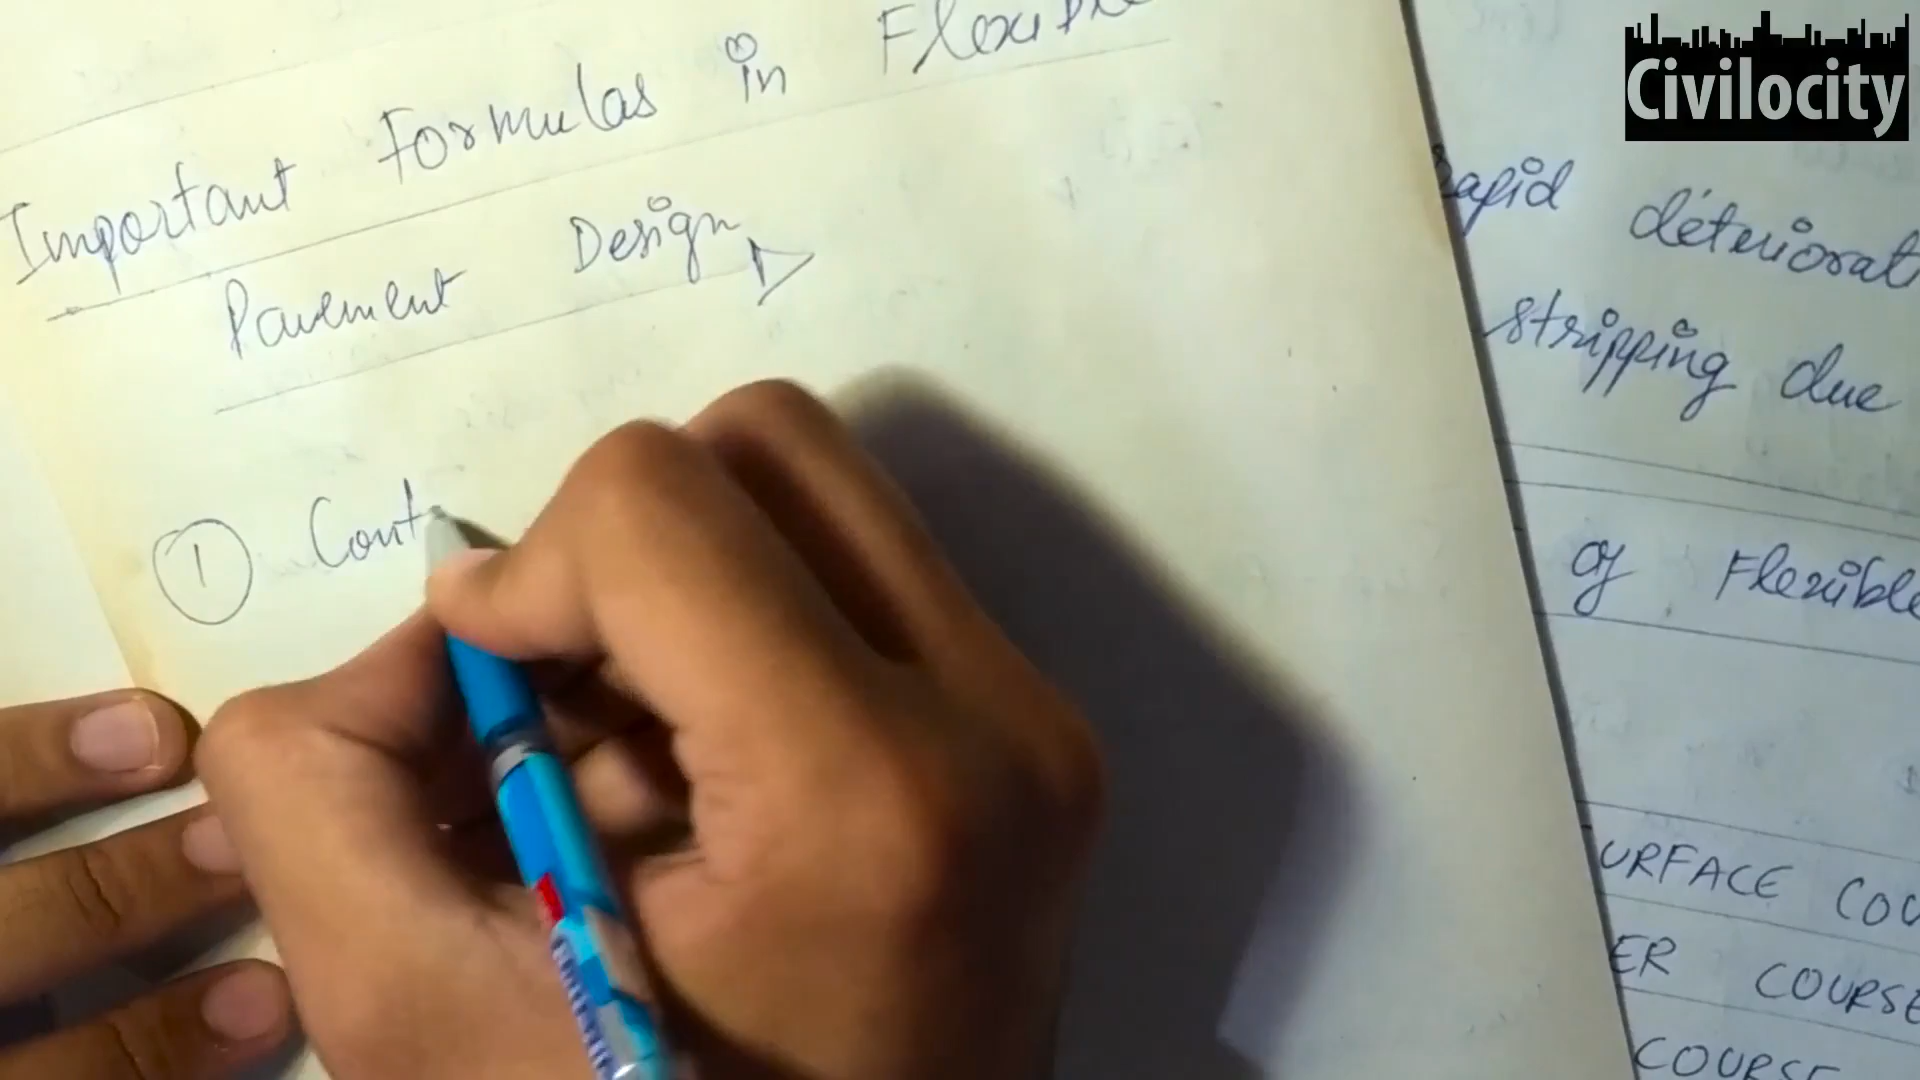 Civilocity
Important Formulas in Flexible
Pavement Design
1 Cont
rapid deteriorat
stripping due
of Flexible
URFACE COU
ER COURSE
COURSE